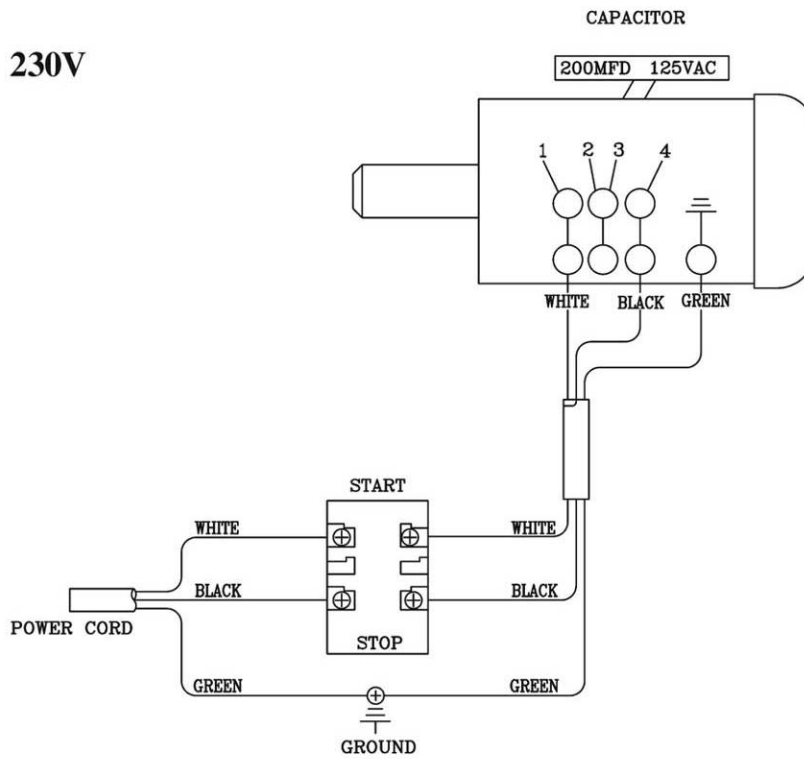 CAPACITOR
230V
200MFD 125VAC
1 2 3 4
WHITE BLACK GREEN
START
WHITE WHITE
BLACK BLACK
POWER CORD
STOP
GREEN GREEN
GROUND